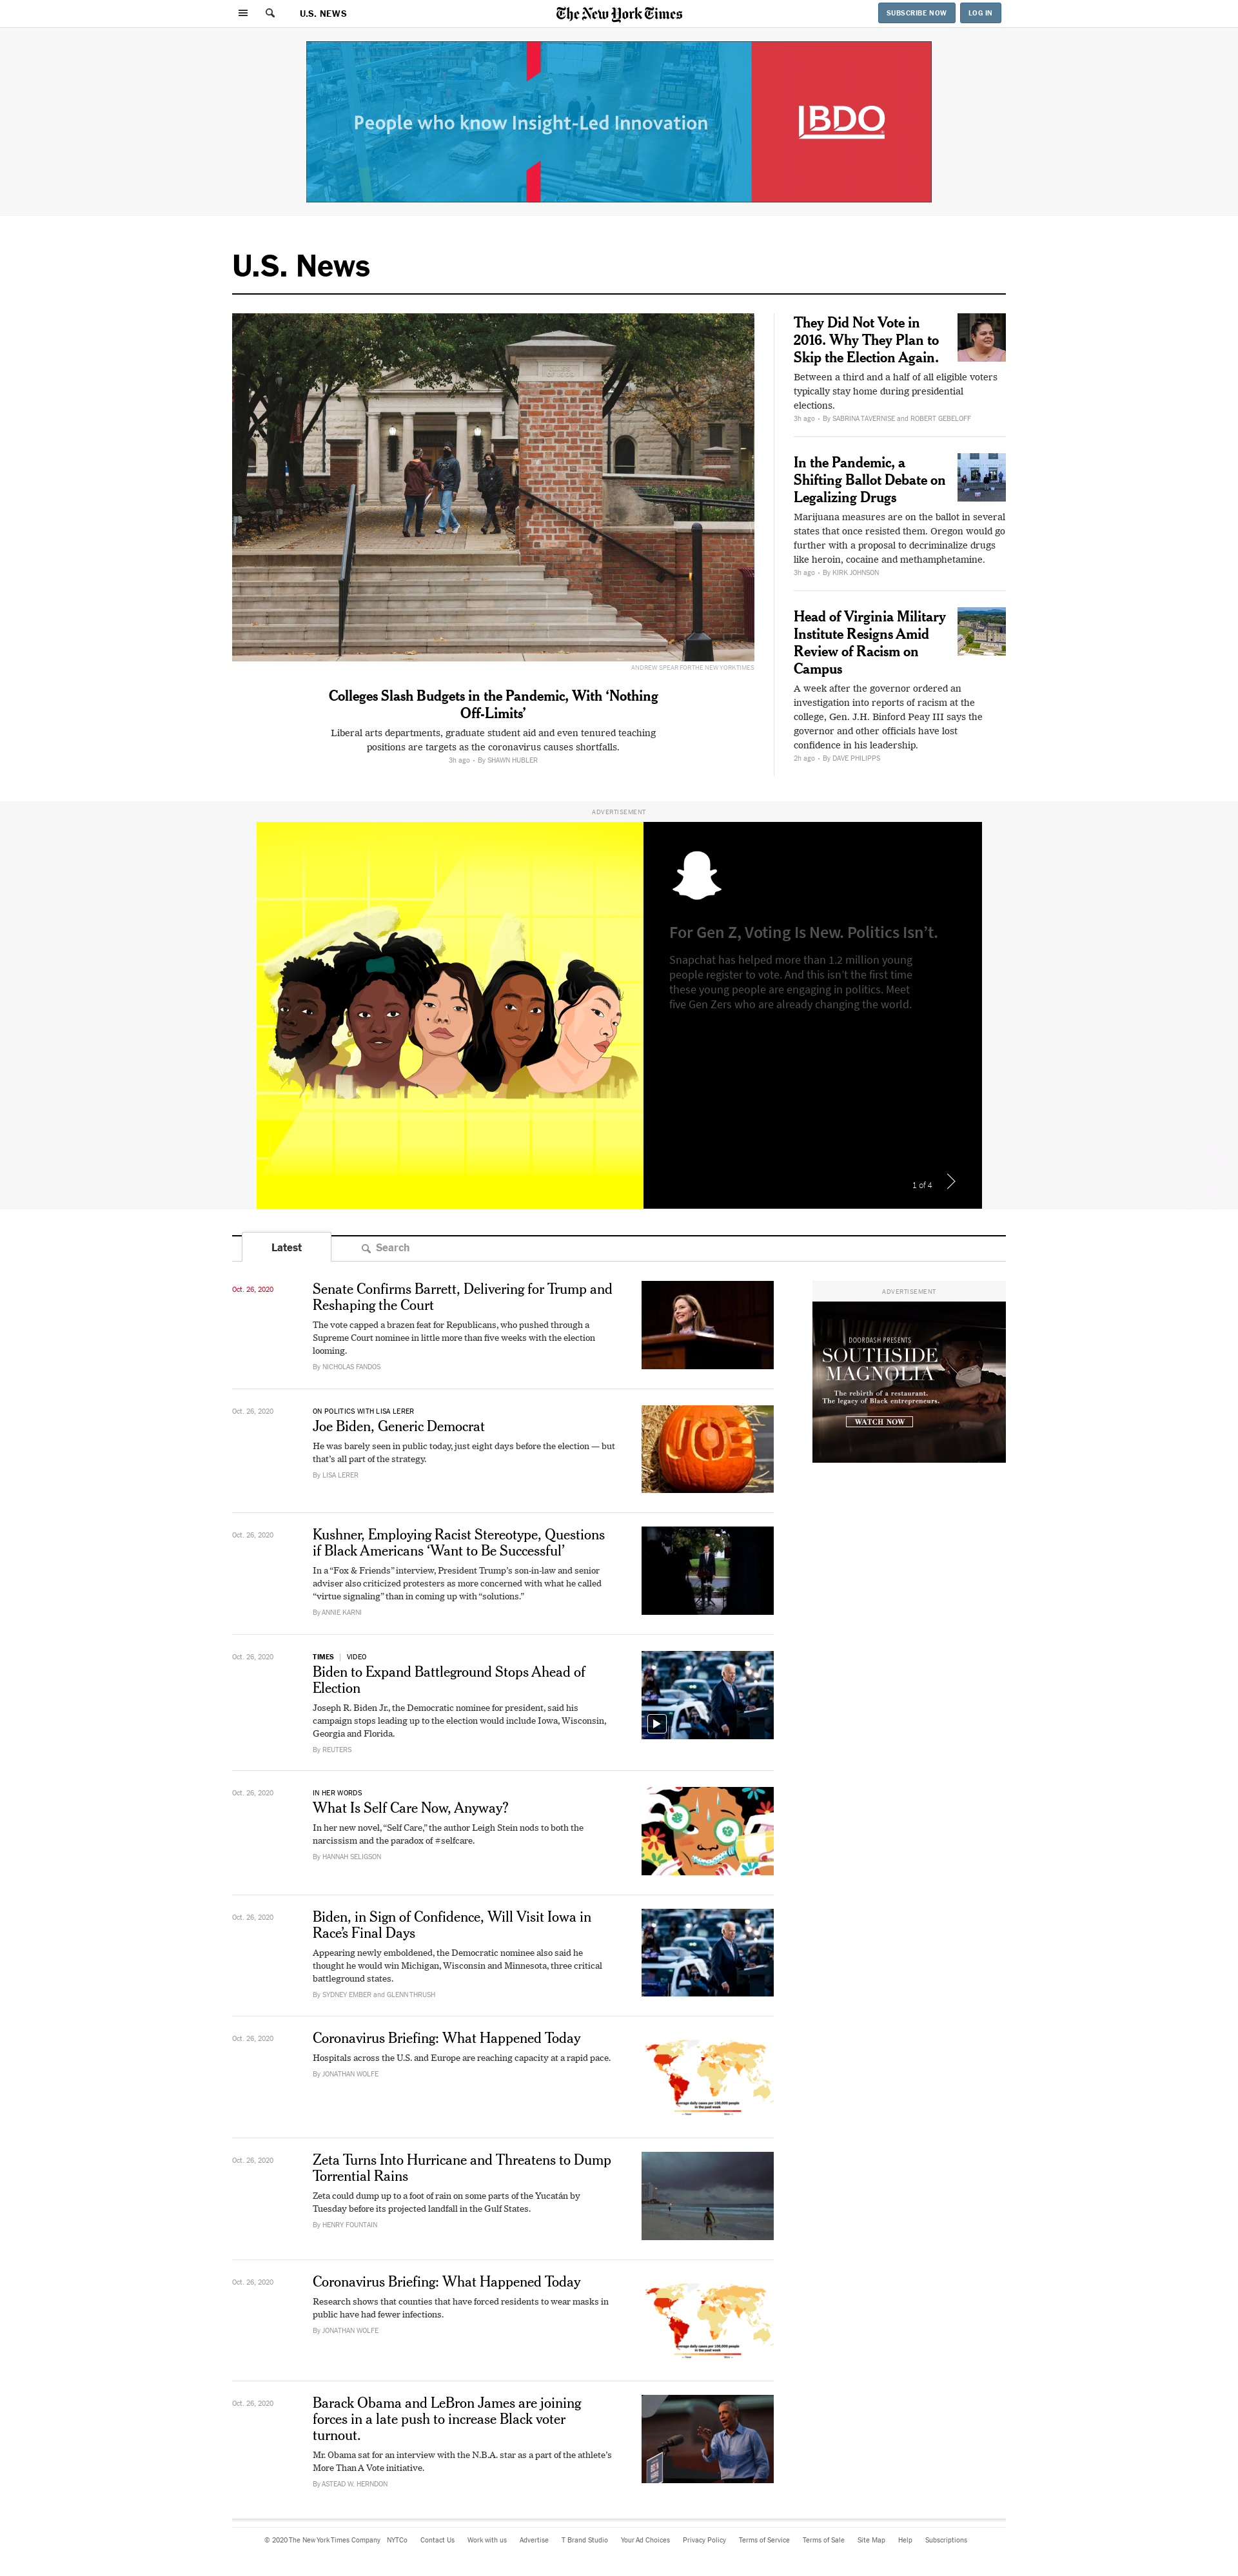 U.S. NEWS
The New York Times
SUBSCRIBE NOW
LOG IN
People who know Insight-Led Innovation
BDO
U.S. News
ANDREW SPEAR FOR THE NEW YORK TIMES
Colleges Slash Budgets in the Pandemic, With ‘Nothing
Off-Limits’
Liberal arts departments, graduate student aid and even tenured teaching
positions are targets as the coronavirus causes shortfalls.
3h ago • By SHAWN HUBLER
They Did Not Vote in
2016. Why They Plan to
Skip the Election Again.
Between a third and a half of all eligible voters
typically stay home during presidential
elections.
3h ago • By SABRINA TAVERNISE and ROBERT GEBELOFF
In the Pandemic, a
Shifting Ballot Debate on
Legalizing Drugs
Marijuana measures are on the ballot in several
states that once resisted them. Oregon would go
further with a proposal to decriminalize drugs
like heroin, cocaine and methamphetamine.
3h ago • By KIRK JOHNSON
Head of Virginia Military
Institute Resigns Amid
Review of Racism on
Campus
A week after the governor ordered an
investigation into reports of racism at the
college, Gen. J.H. Binford Peay III says the
governor and other officials have lost
confidence in his leadership.
2h ago • By DAVE PHILIPPS
ADVERTISEMENT
For Gen Z, Voting Is New. Politics Isn’t.
Snapchat has helped more than 1.2 million young
people register to vote. And this isn’t the first time
these young people are engaging in politics. Meet
five Gen Zers who are already changing the world.
1 of 4
Latest
Search
Oct. 26, 2020
Senate Confirms Barrett, Delivering for Trump and
Reshaping the Court
The vote capped a brazen feat for Republicans, who pushed through a
Supreme Court nominee in little more than five weeks with the election
looming.
By NICHOLAS FANDOS
ADVERTISEMENT
DOORDASH PRESENTS
SOUTHSIDE
MAGNOLIA
The rebirth of a restaurant.
The legacy of Black entrepreneurs.
WATCH NOW
Oct. 26, 2020
ON POLITICS WITH LISA LERER
Joe Biden, Generic Democrat
He was barely seen in public today, just eight days before the election — but
that’s all part of the strategy.
By LISA LERER
JOE
Oct. 26, 2020
Kushner, Employing Racist Stereotype, Questions
if Black Americans ‘Want to Be Successful’
In a “Fox & Friends” interview, President Trump’s son-in-law and senior
adviser also criticized protesters as more concerned with what he called
“virtue signaling” than in coming up with “solutions.”
By ANNIE KARNI
Oct. 26, 2020
TIMES | VIDEO
Biden to Expand Battleground Stops Ahead of
Election
Joseph R. Biden Jr., the Democratic nominee for president, said his
campaign stops leading up to the election would include Iowa, Wisconsin,
Georgia and Florida.
By REUTERS
Oct. 26, 2020
IN HER WORDS
What Is Self Care Now, Anyway?
In her new novel, “Self Care,” the author Leigh Stein nods to both the
narcissism and the paradox of #selfcare.
By HANNAH SELIGSON
Oct. 26, 2020
Biden, in Sign of Confidence, Will Visit Iowa in
Race’s Final Days
Appearing newly emboldened, the Democratic nominee also said he
thought he would win Michigan, Wisconsin and Minnesota, three critical
battleground states.
By SYDNEY EMBER and GLENN THRUSH
Oct. 26, 2020
Coronavirus Briefing: What Happened Today
Hospitals across the U.S. and Europe are reaching capacity at a rapid pace.
By JONATHAN WOLFE
Average daily cases per 100,000 people
in the past week
Oct. 26, 2020
Zeta Turns Into Hurricane and Threatens to Dump
Torrential Rains
Zeta could dump up to a foot of rain on some parts of the Yucatán by
Tuesday before its projected landfall in the Gulf States.
By HENRY FOUNTAIN
Oct. 26, 2020
Coronavirus Briefing: What Happened Today
Research shows that counties that have forced residents to wear masks in
public have had fewer infections.
By JONATHAN WOLFE
Average daily cases per 100,000 people
in the past week
Oct. 26, 2020
Barack Obama and LeBron James are joining
forces in a late push to increase Black voter
turnout.
Mr. Obama sat for an interview with the N.B.A. star as a part of the athlete’s
More Than A Vote initiative.
By ASTEAD W. HERNDON
© 2020 The New York Times Company NYTCo Contact Us Work with us Advertise T Brand Studio Your Ad Choices Privacy Policy Terms of Service Terms of Sale Site Map Help Subscriptions